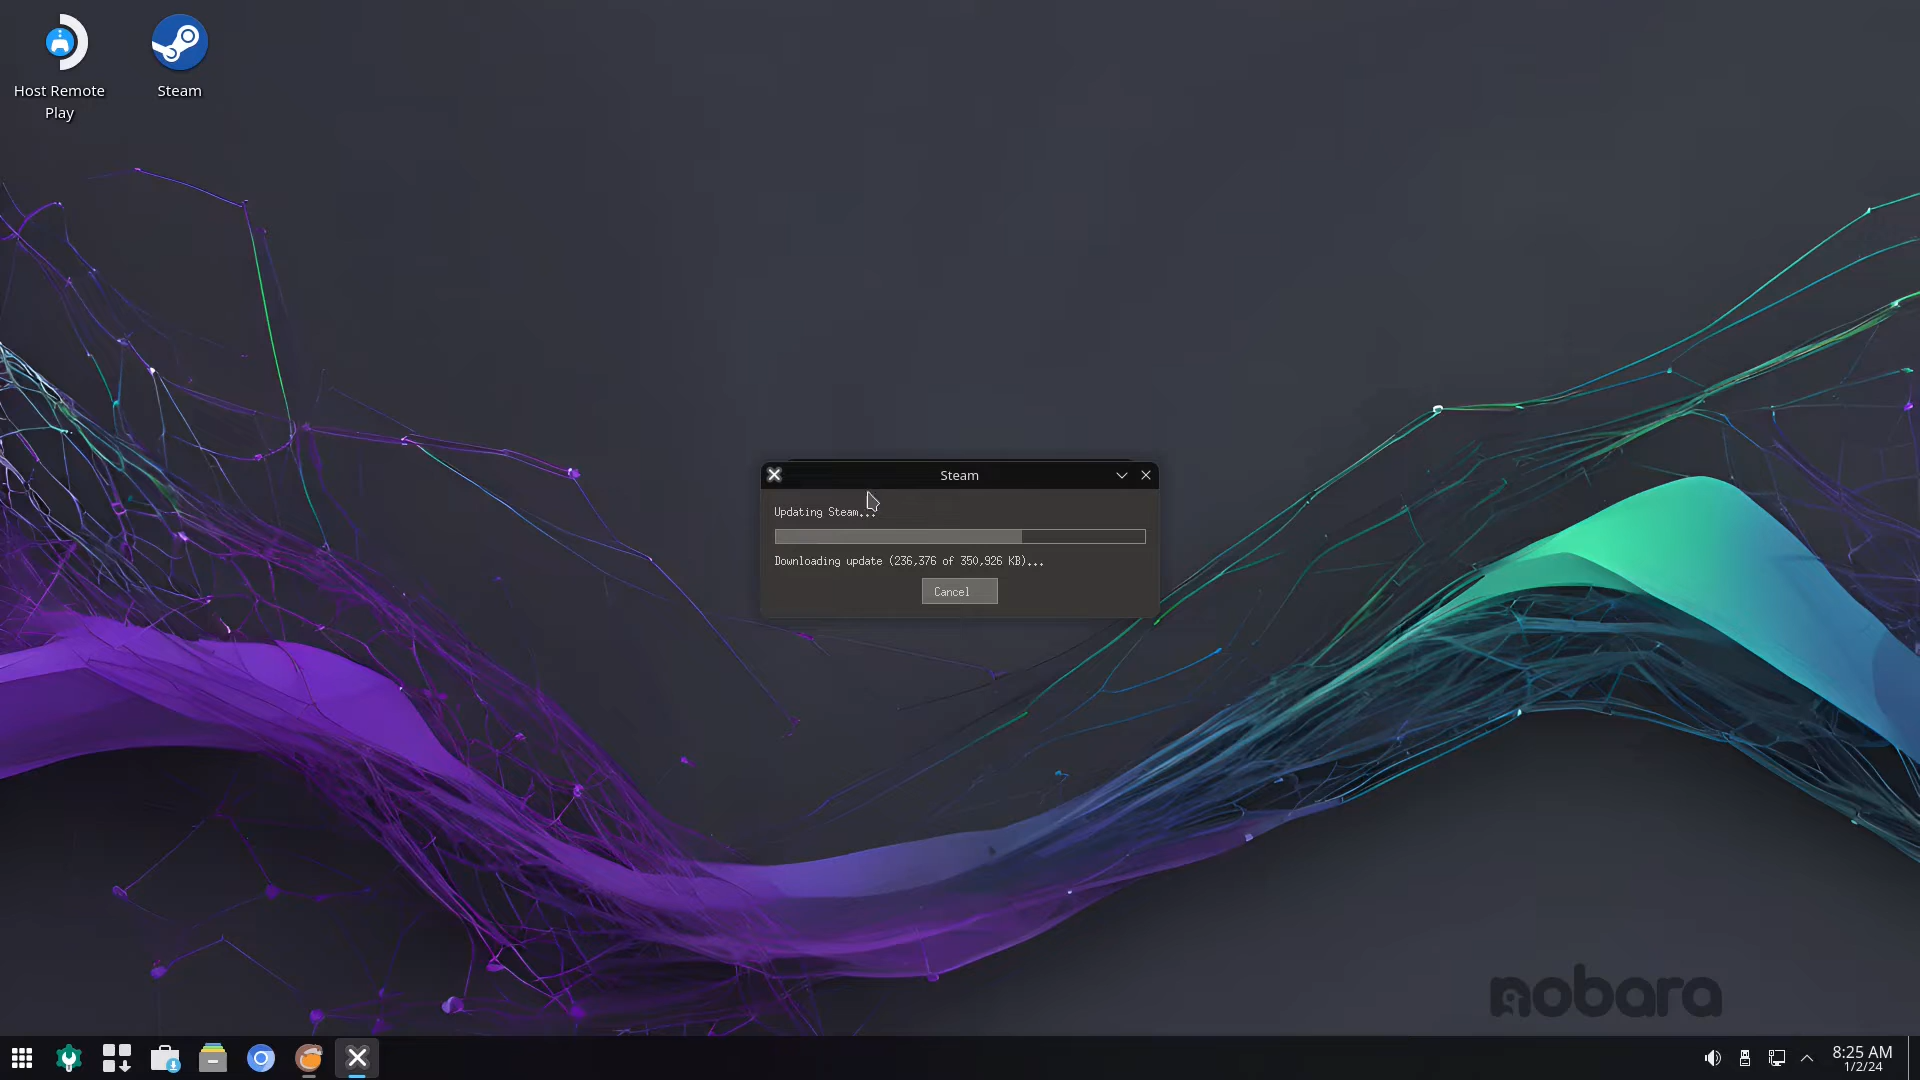 Host Remote
Play
Steam
Steam
Updating Steam...
Downloading update (236,376 of 350,926 KB)...
Cancel
nobara
8:25 AM
1/2/24